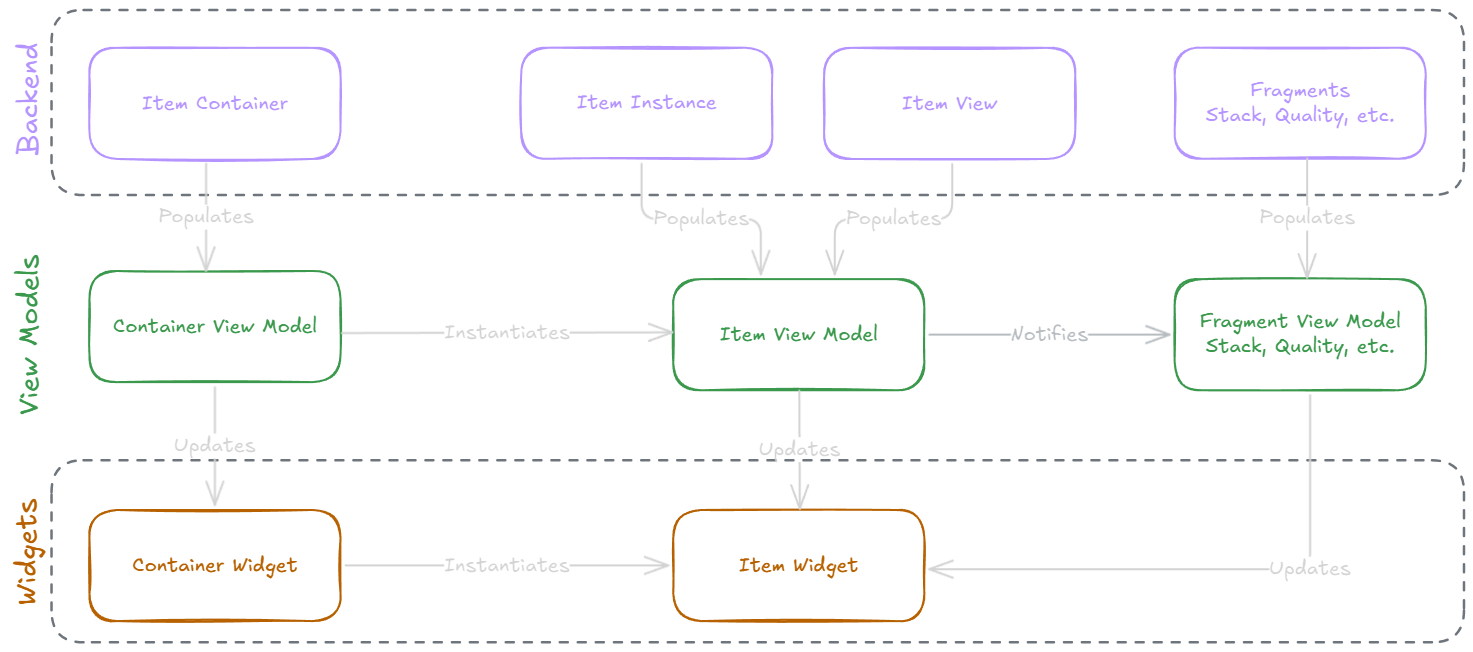 Backend
Item Container
Item Instance
Item View
Fragments
Stack, Quality, etc.
Populates
Populates
Populates
Populates
View Models
Container View Model
Instantiates
Item View Model
Notifies
Fragment View Model
Stack, Quality, etc.
Updates
Updates
Widgets
Container Widget
Instantiates
Item Widget
Updates